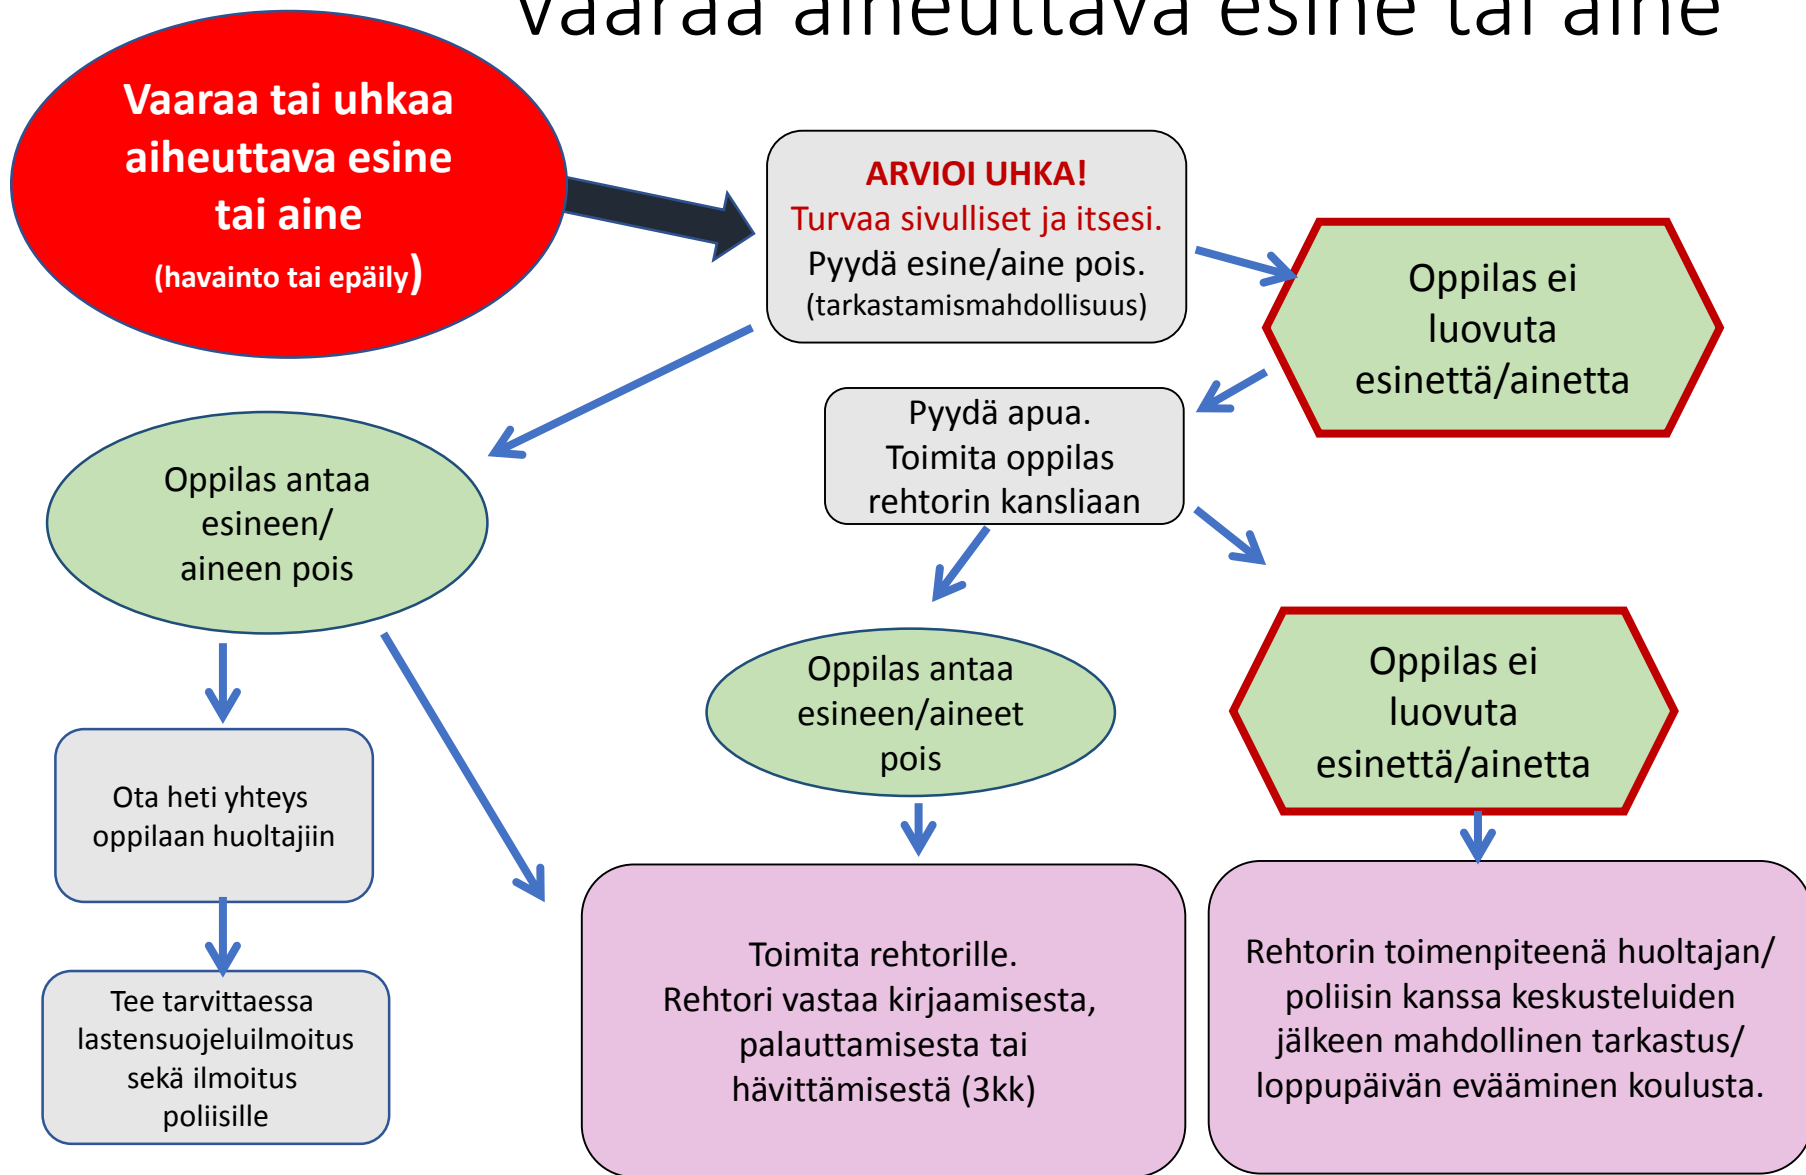 Vaaraa aiheuttava esine tai aine
Vaaraa tai uhkaa
aiheuttava esine
tai aine
(havainto tai epäily)
ARVIOI UHKA!
Turvaa sivulliset ja itsesi.
Pyydä esine/aine pois.
(tarkastamismahdollisuus)
Oppilas ei
luovuta
esinettä/ainetta
Pyydä apua.
Toimita oppilas
rehtorin kansliaan
Oppilas antaa
esineen/
aineen pois
Oppilas antaa
esineen/aineet
pois
Oppilas ei
luovuta
esinettä/ainetta
Ota heti yhteys
oppilaan huoltajiin
Tee tarvittaessa
lastensuojeluilmoitus
sekä ilmoitus
poliisille
Toimita rehtorille.
Rehtori vastaa kirjaamisesta,
palauttamisesta tai
hävittämisestä (3kk)
Rehtorin toimenpiteenä huoltajan/
poliisin kanssa keskusteluiden
jälkeen mahdollinen tarkastus/
loppupäivän evääminen koulusta.